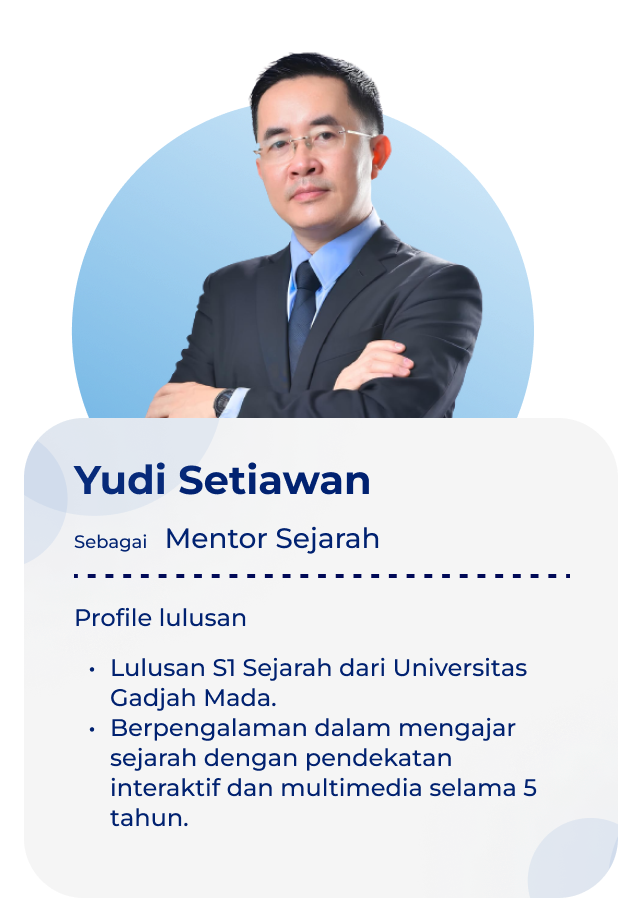 Yudi Setiawan
Sebagai Mentor Sejarah
Profile lulusan
• Lulusan S1 Sejarah dari Universitas
Gadjah Mada.
• Berpengalaman dalam mengajar
sejarah dengan pendekatan
interaktif dan multimedia selama 5
tahun.